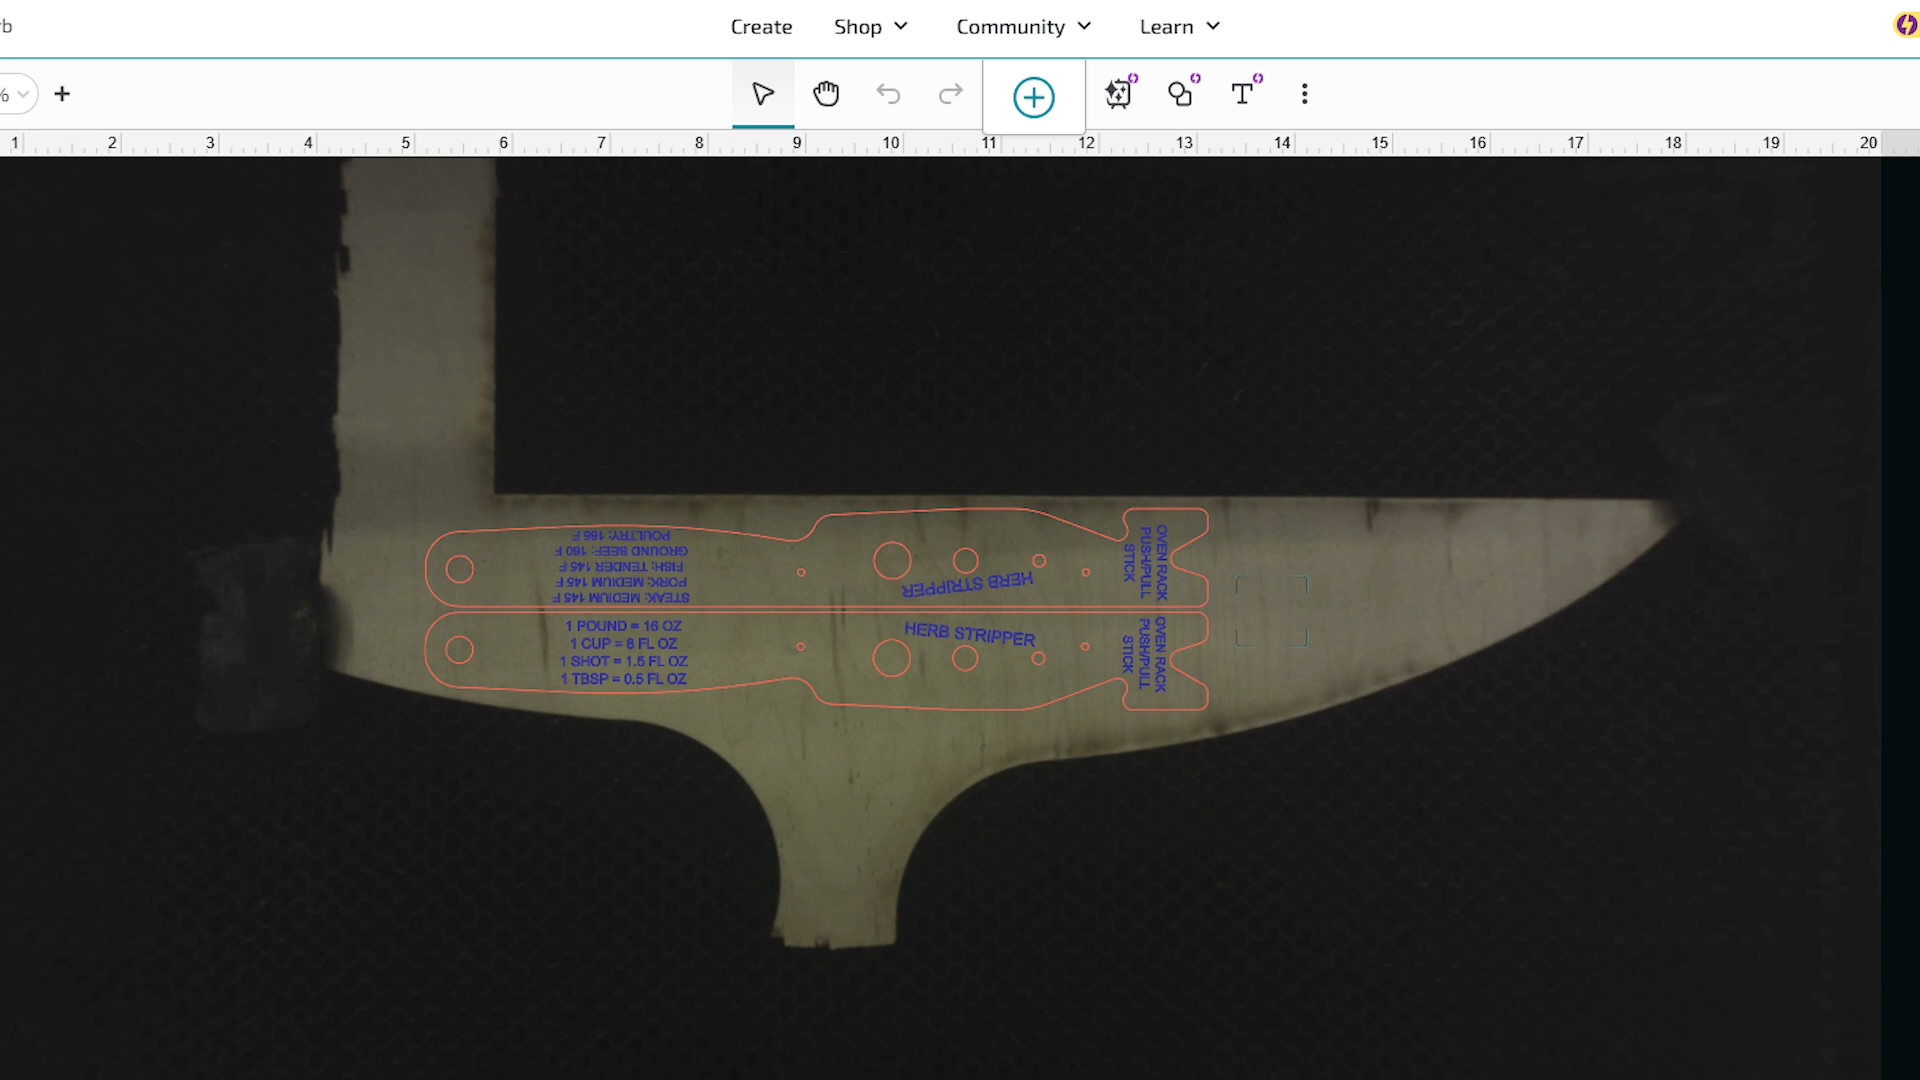 rb
Create
Shop
Community
Learn
%
T
1 2 3 4 5 6 7 8 9 10 11 12 13 14 15 16 17 18 19 20
STEAK: MEDIUM 145 F
PORK: MEDIUM 145 F
FISH: TENDER 145 F
GROUND BEEF: 160 F
POULTRY: 165 F
HERB STRIPPER
OVEN RACK
PUSH/PULL
STICK
1 POUND = 16 OZ
1 CUP = 8 FL OZ
1 SHOT = 1.5 FL OZ
1 TBSP = 0.5 FL OZ
HERB STRIPPER
OVEN RACK
PUSH/PULL
STICK